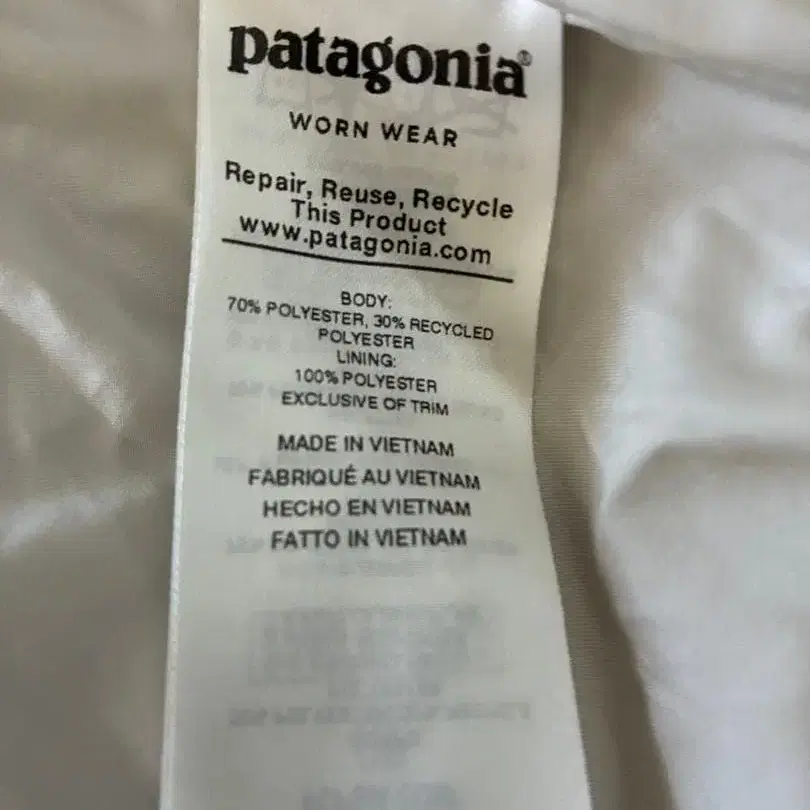 patagonia®
WORN WEAR
Repair, Reuse, Recycle
This Product
www.patagonia.com
BODY:
70% POLYESTER, 30% RECYCLED
POLYESTER
LINING:
100% POLYESTER
EXCLUSIVE OF TRIM
MADE IN VIETNAM
FABRIQUÉ AU VIETNAM
HECHO EN VIETNAM
FATTO IN VIETNAM